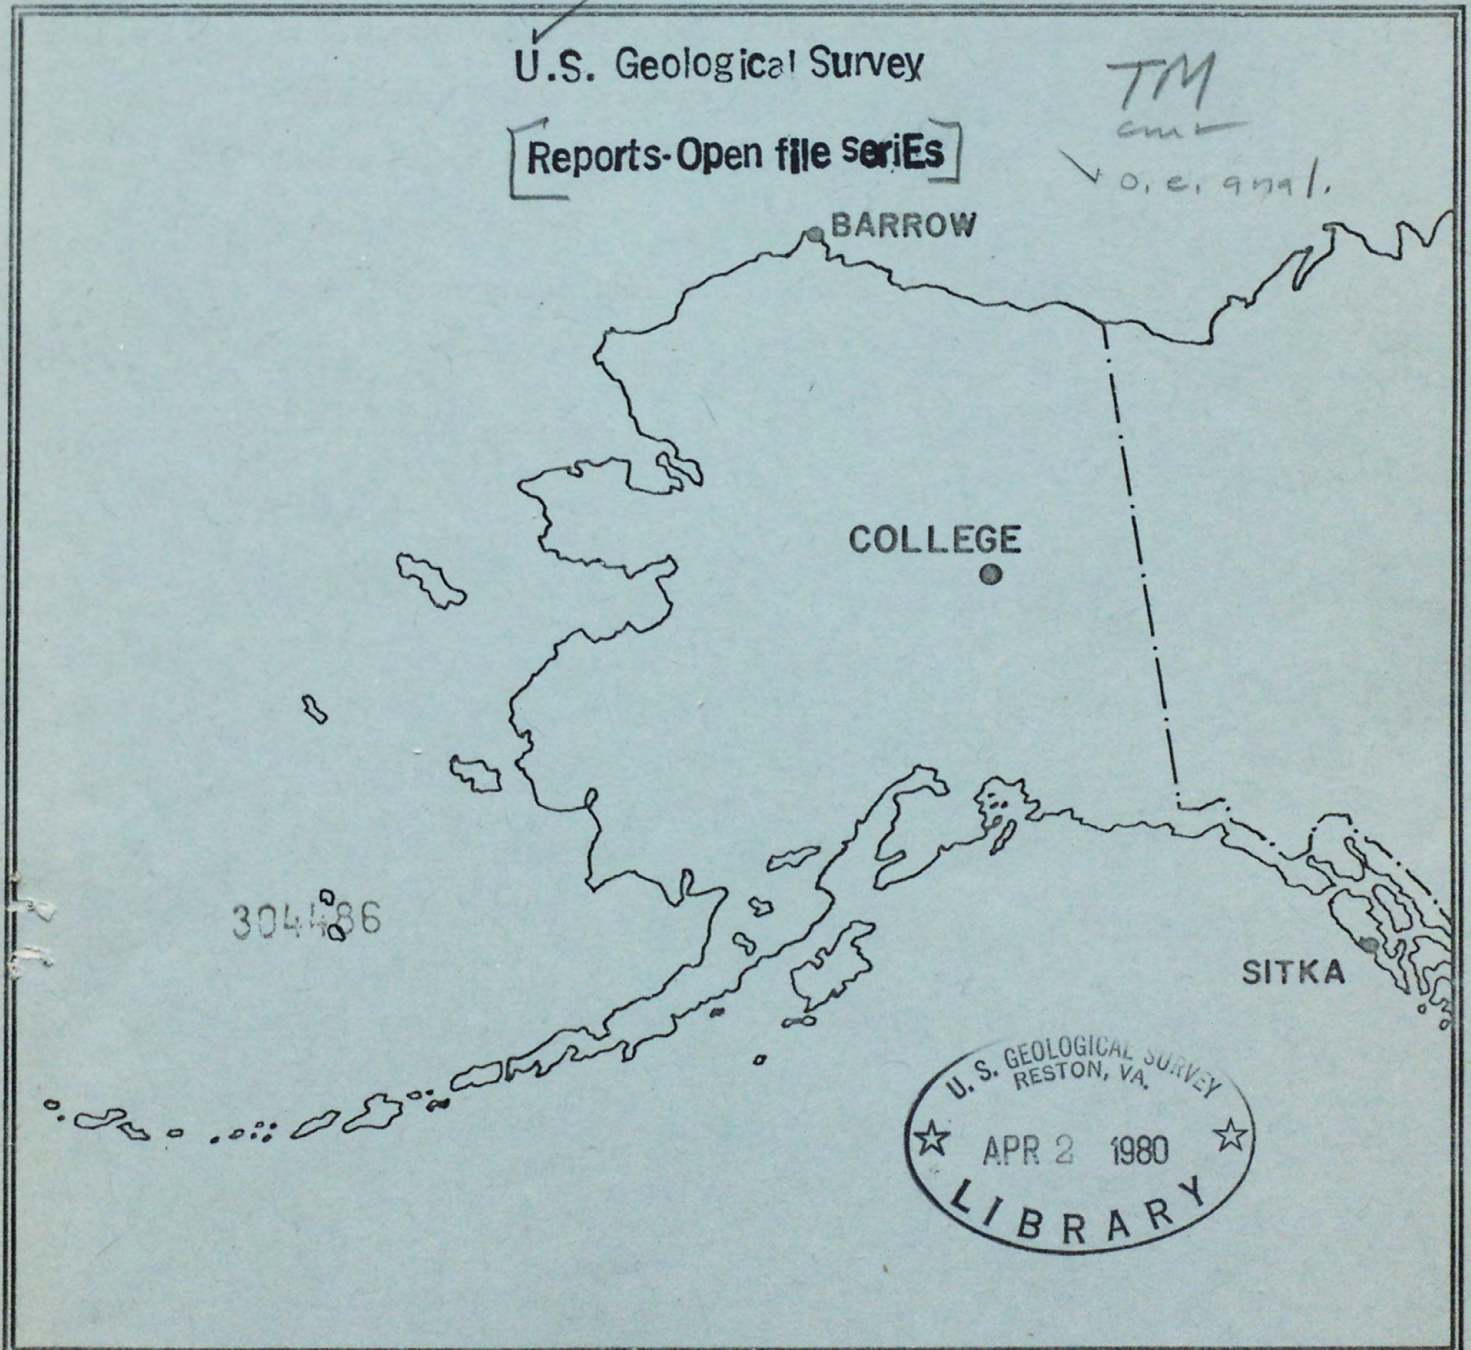 U.S. Geological Survey
TM
[Reports-Open file seriEs]
o.e. anal.
BARROW
COLLEGE
304486
SITKA
U. S. GEOLOGICAL SURVEY
RESTON, VA.
APR 2 1980
LIBRARY